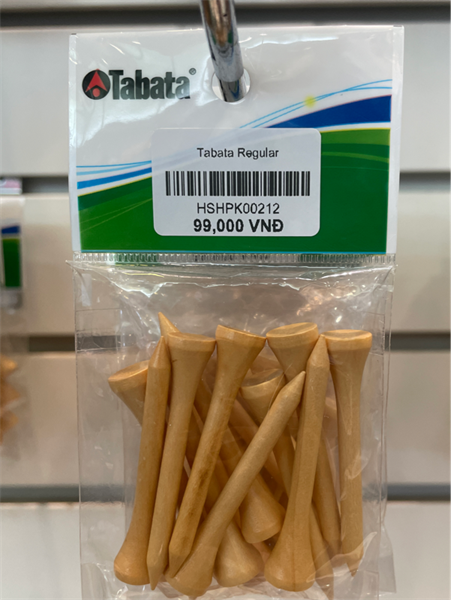 Tabata®
Tabata Regular
HSHPK00212
99,000 VNĐ